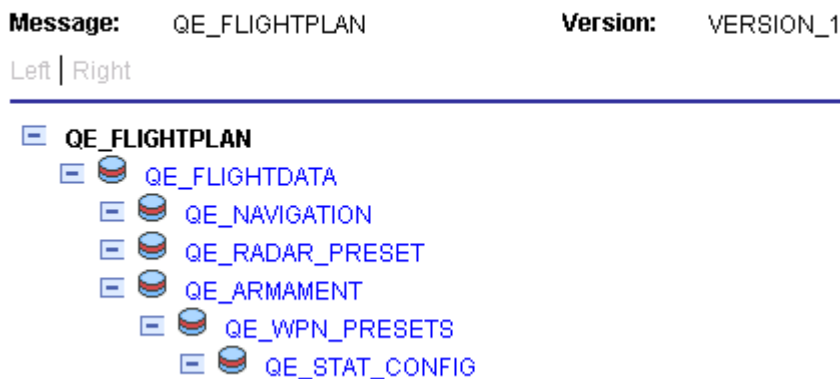 Message: QE_FLIGHTPLAN Version: VERSION_1
Left | Right
QE_FLIGHTPLAN
QE_FLIGHTDATA
QE_NAVIGATION
QE_RADAR_PRESET
QE_ARMAMENT
QE_WPN_PRESETS
QE_STAT_CONFIG